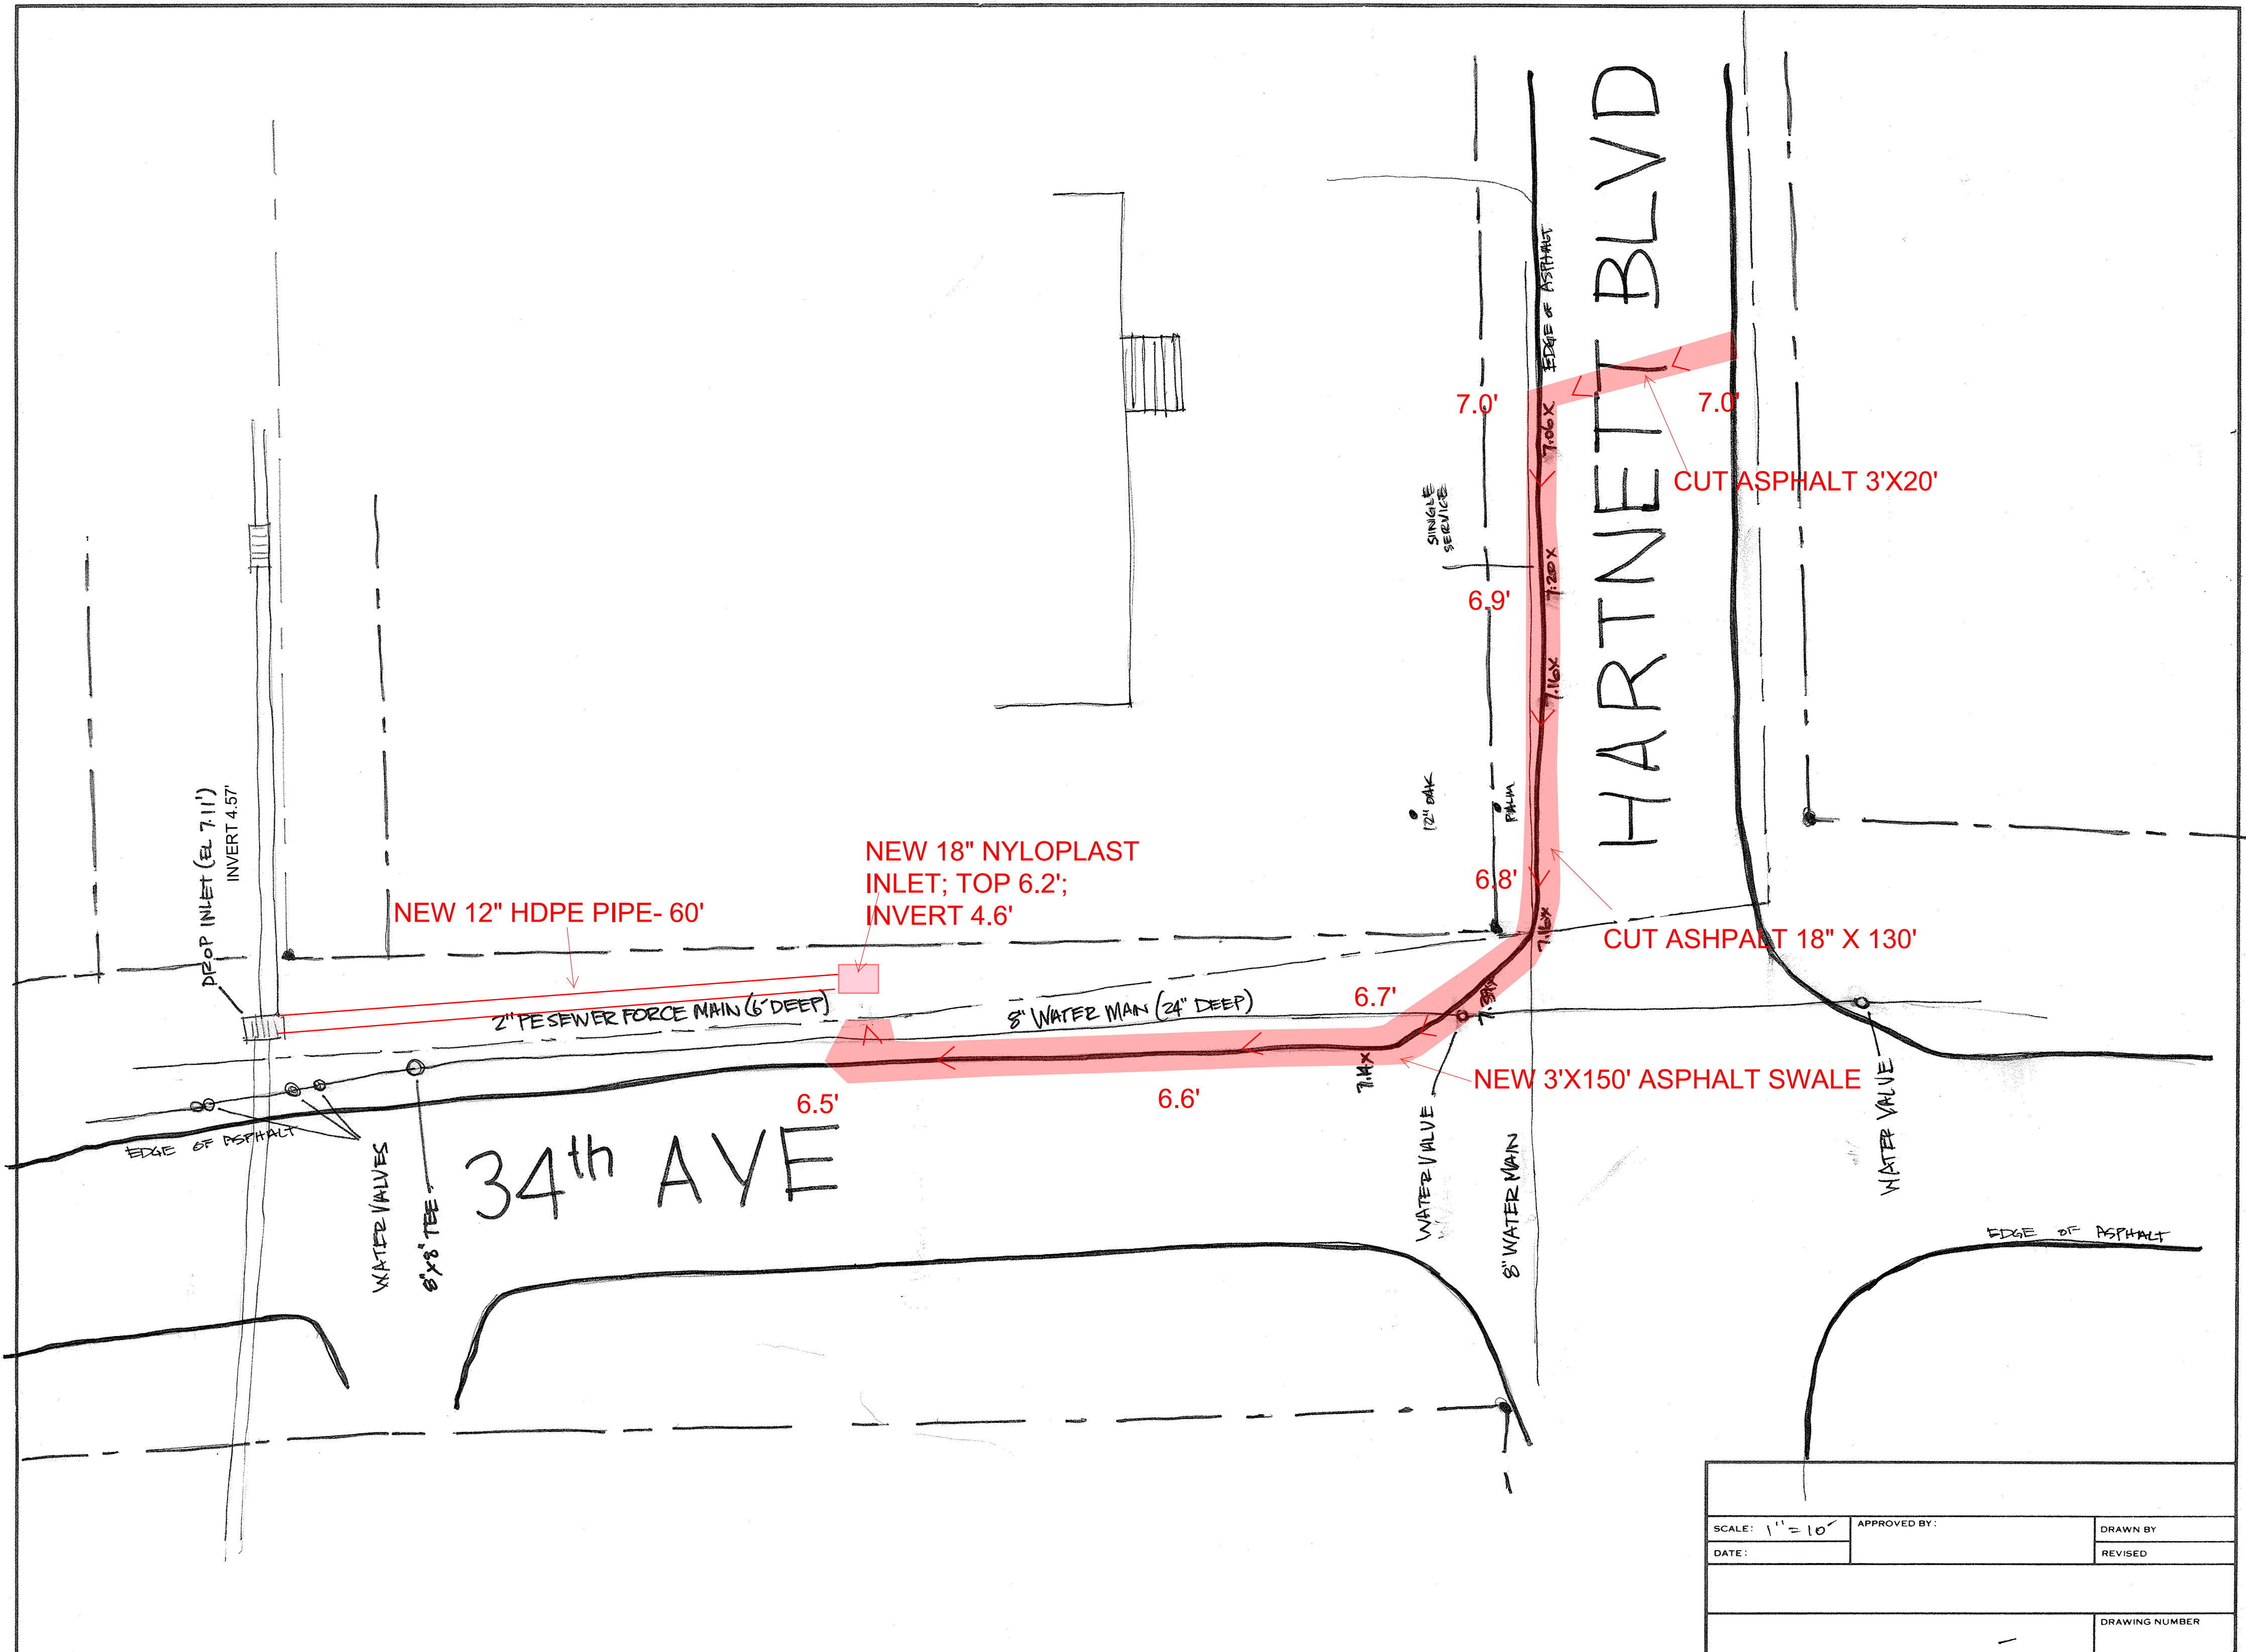 HARTNETT BLVD
EDGE OF ASPHALT
7.0'
7.0'
7.06X
CUT ASPHALT 3'X20'
SINGLE
SERVICE
7.20X
6.9'
7.16X
12" OAK
PALM
DROP INLET (EL 7.11')
INVERT 4.57'
NEW 18" NYLOPLAST
INLET; TOP 6.2';
INVERT 4.6'
6.8'
NEW 12" HDPE PIPE- 60'
7.16X
CUT ASHPALT 18" X 130'
2" PE SEWER FORCE MAIN (6' DEEP)
8" WATER MAIN (24" DEEP)
6.7'
7.14X
NEW 3'X150' ASPHALT SWALE
6.5'
6.6'
EDGE OF ASPHALT
WATER VALVES
8"X8" TEE
34th AVE
WATER VALVE
8" WATER MAIN
WATER VALVE
EDGE OF ASPHALT
SCALE: 1"=10'
APPROVED BY:
DRAWN BY
DATE:
REVISED
DRAWING NUMBER